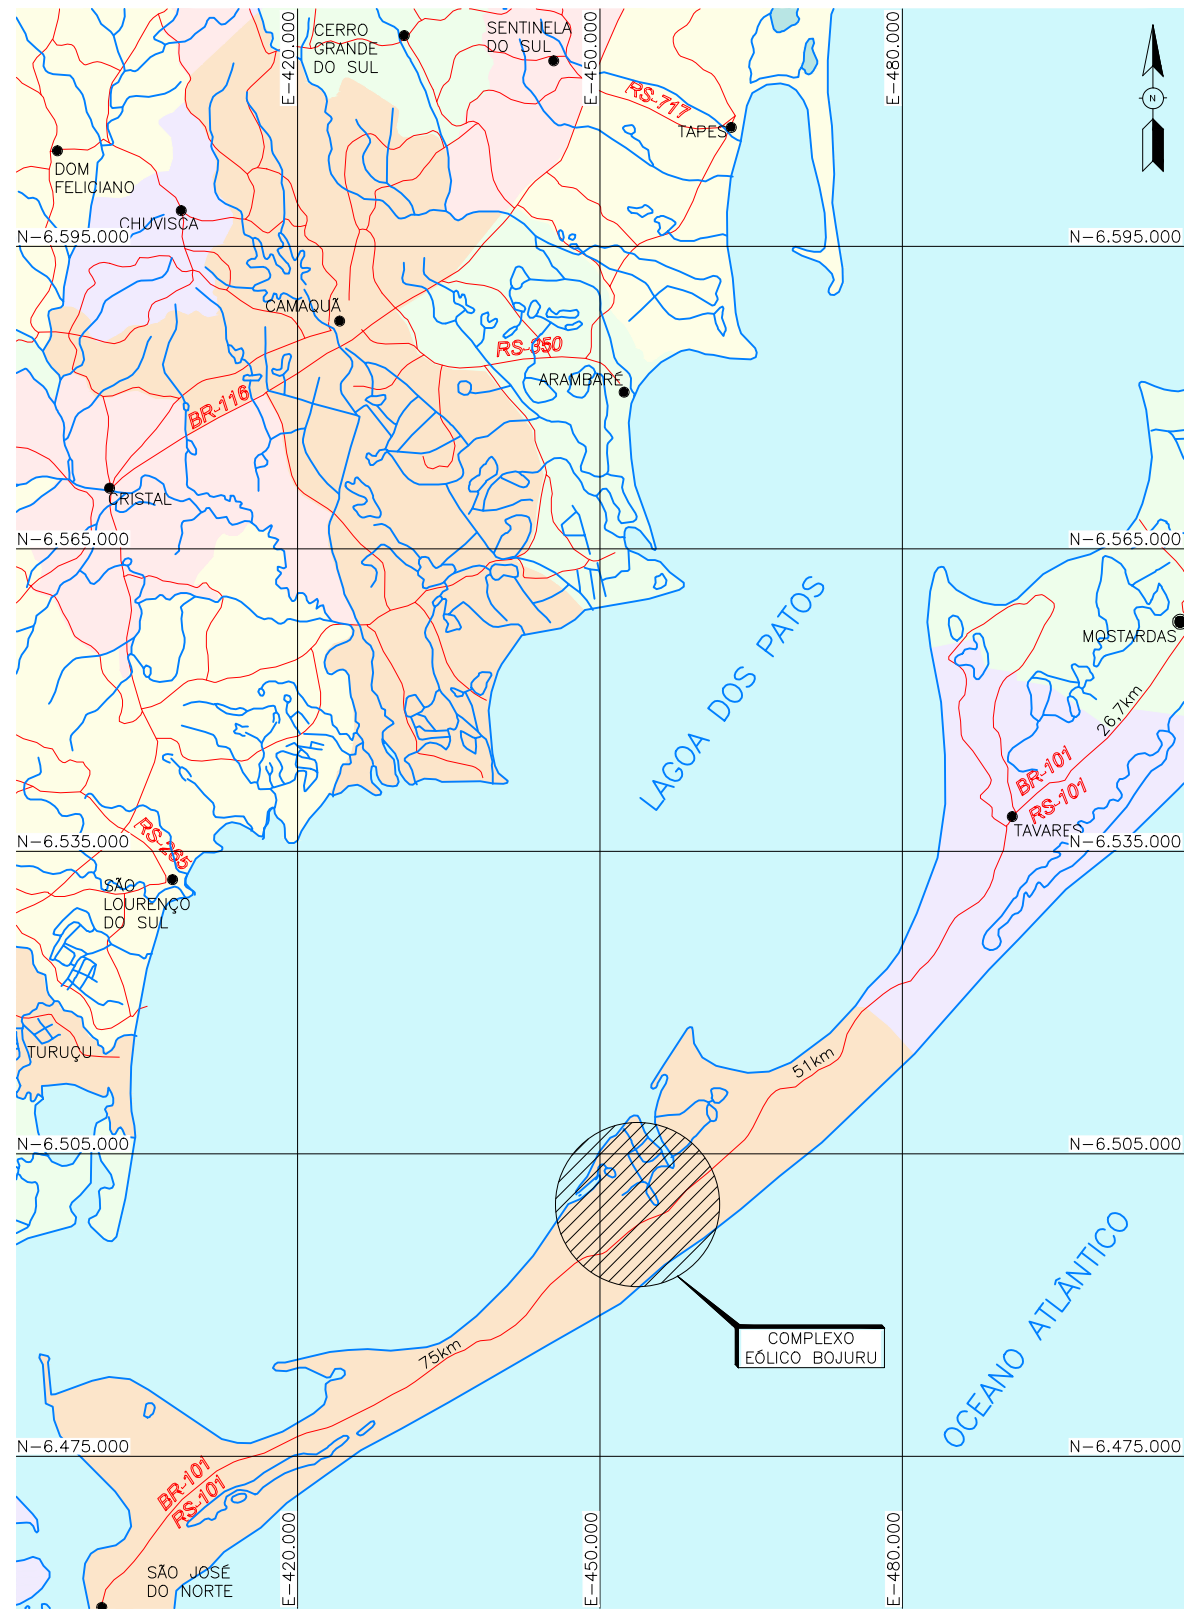 E-420.000
CERRO
GRANDE
DO SUL
SENTINELA
DO SUL
E-450.000
E-480.000
N
RS-717
TAPES
DOM
FELICIANO
CHUVISCA
N-6.595.000
N-6.595.000
CAMAQUÃ
RS-350
ARAMBARÉ
BR-116
CRISTAL
N-6.565.000
N-6.565.000
LAGOA DOS PATOS
MOSTARDAS
26,7km
BR-101
RS-101
TAVARES
RS-265
N-6.535.000
N-6.535.000
SÃO
LOURENÇO
DO SUL
TURUÇU
51km
N-6.505.000
N-6.505.000
OCEANO ATLÂNTICO
COMPLEXO
EÓLICO BOJURU
75km
N-6.475.000
N-6.475.000
BR-101
RS-101
E-420.000
E-450.000
E-480.000
SÃO JOSÉ
DO NORTE